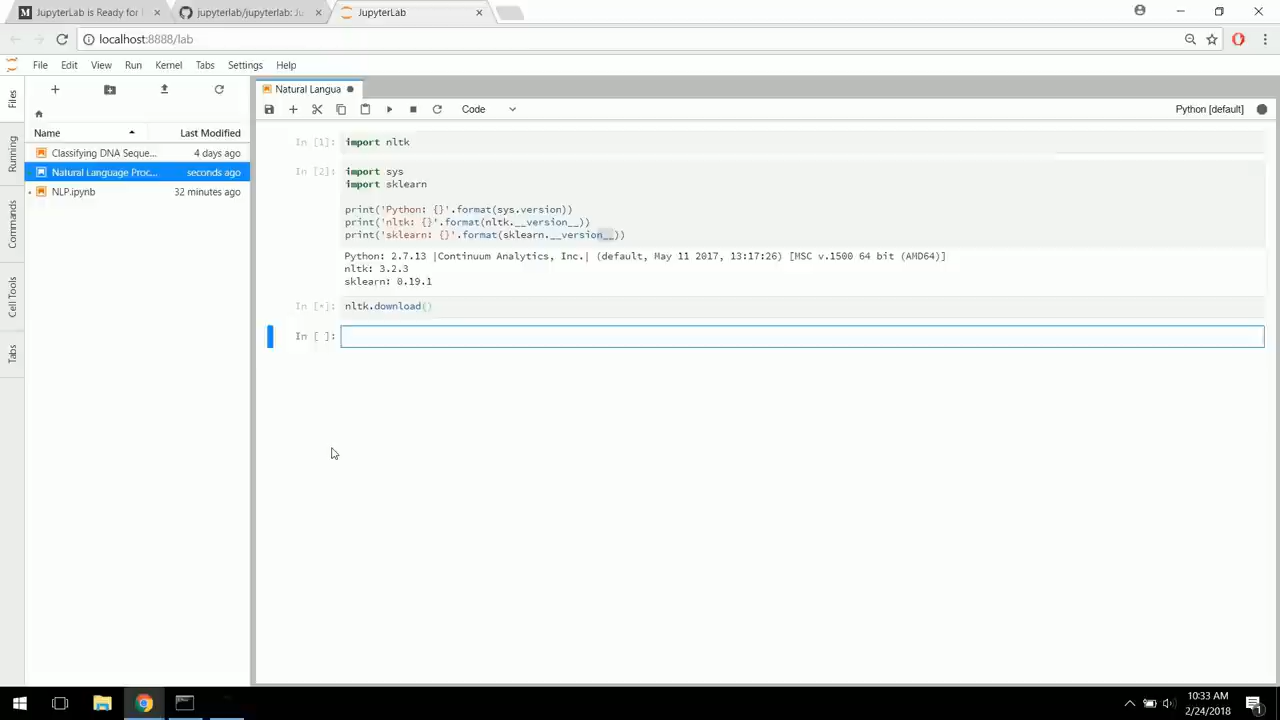 JupyterLab is Ready for
jupyterlab/jupyterlab: Ju
JupyterLab
localhost:8888/lab
File Edit View Run Kernel Tabs Settings Help
Files
Running
Commands
Cell Tools
Tabs
Name Last Modified
Classifying DNA Seque... 4 days ago
Natural Language Proc... seconds ago
NLP.ipynb 32 minutes ago
Natural Langua
Code
Python [default]
In [1]: import nltk
In [2]: import sys
import sklearn
print('Python: {}'.format(sys.version))
print('nltk: {}'.format(nltk.__version__))
print('sklearn: {}'.format(sklearn.__version__))
Python: 2.7.13 |Continuum Analytics, Inc.| (default, May 11 2017, 13:17:26) [MSC v.1500 64 bit (AMD64)]
nltk: 3.2.3
sklearn: 0.19.1
In [*]: nltk.download()
In [ ]:
10:33 AM
2/24/2018
1